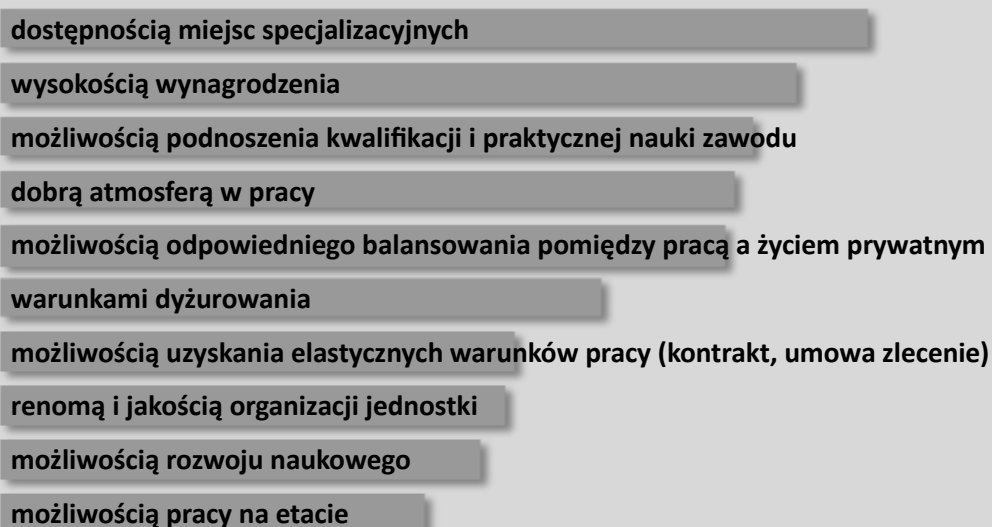 dostępnością miejsc specjalizacyjnych
wysokością wynagrodzenia
możliwością podnoszenia kwalifikacji i praktycznej nauki zawodu
dobrą atmosferą w pracy
możliwością odpowiedniego balansowania pomiędzy pracą a życiem prywatnym
warunkami dyżurowania
możliwością uzyskania elastycznych warunków pracy (kontrakt, umowa zlecenie)
renomą i jakością organizacji jednostki
możliwością rozwoju naukowego
możliwością pracy na etacie